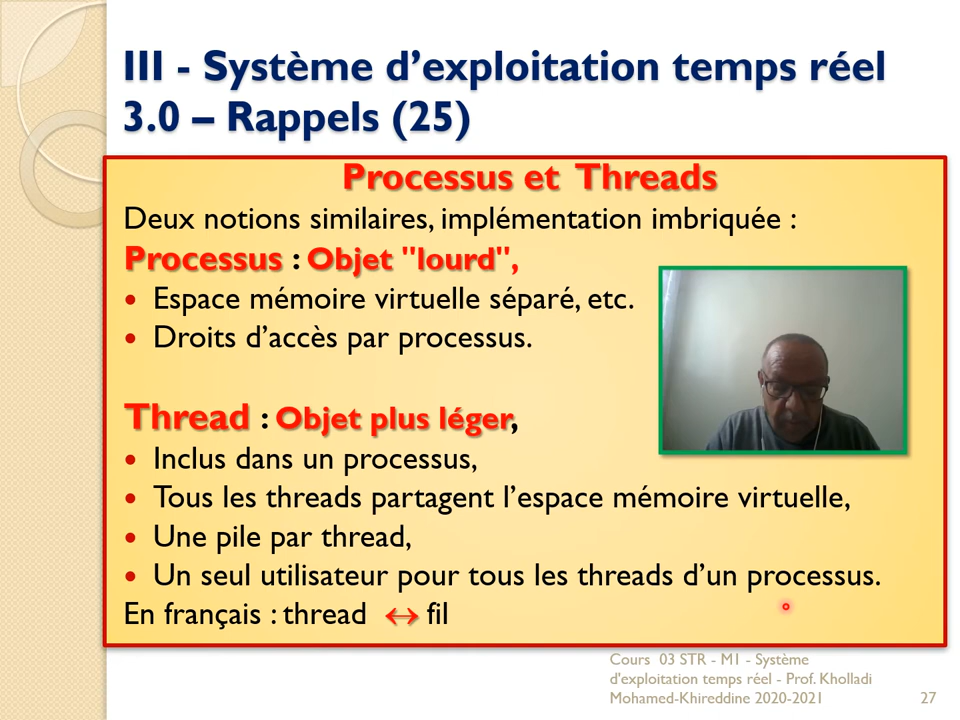 III - Système d’exploitation temps réel
3.0 – Rappels (25)
Processus et Threads
Deux notions similaires, implémentation imbriquée :
Processus : Objet "lourd",
• Espace mémoire virtuelle séparé, etc.
• Droits d’accès par processus.
Thread : Objet plus léger,
• Inclus dans un processus,
• Tous les threads partagent l’espace mémoire virtuelle,
• Une pile par thread,
• Un seul utilisateur pour tous les threads d’un processus.
En français : thread ↔ fil
Cours 03 STR - M1 - Système
d'exploitation temps réel - Prof. Kholladi
Mohamed-Khireddine 2020-2021
27